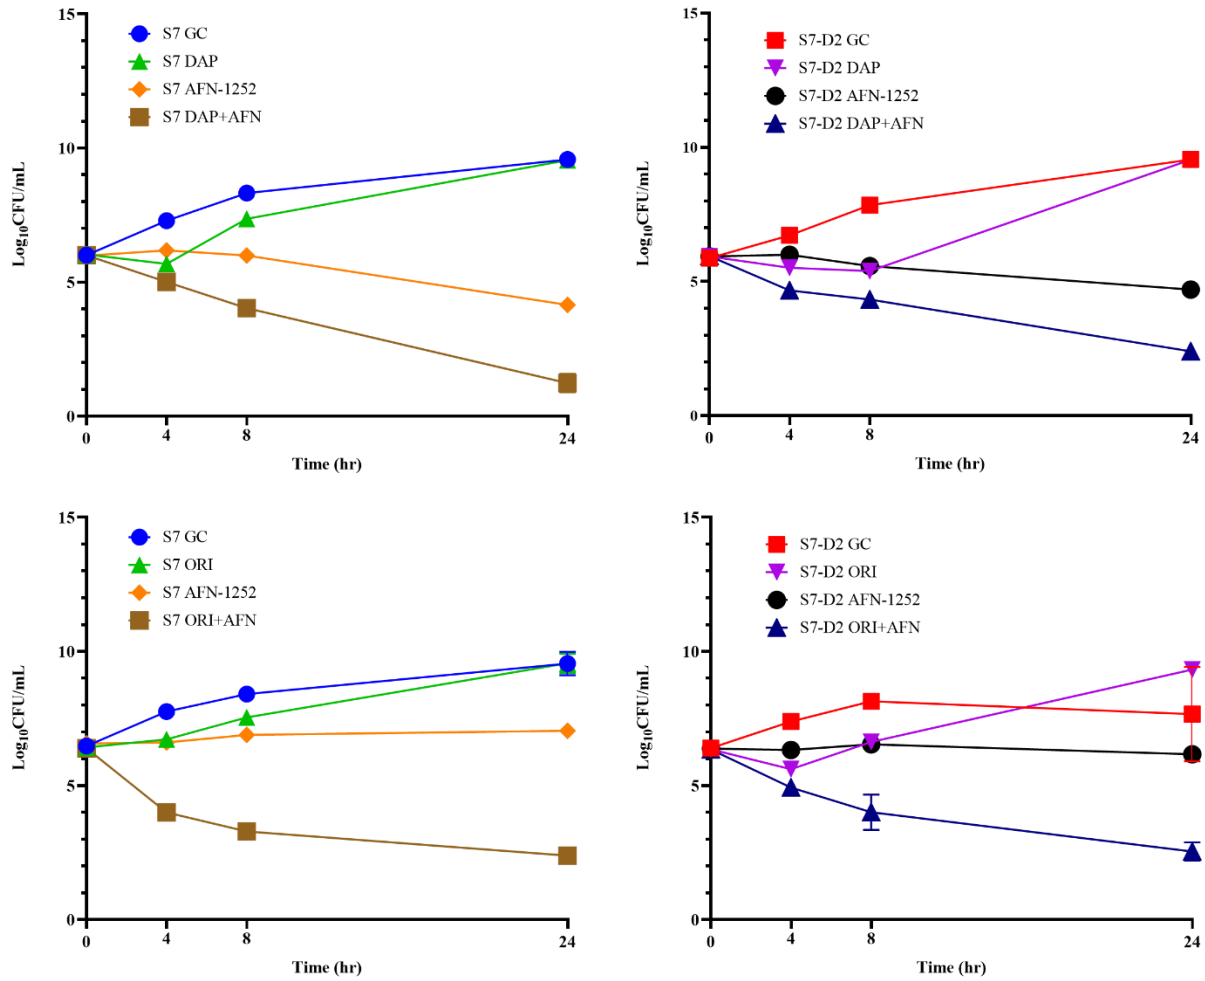 15
10
5
0
Log10CFU/mL
S7 GC
S7 DAP
S7 AFN-1252
S7 DAP+AFN
0
4
8
24
Time (hr)
15
10
5
0
Log10CFU/mL
S7-D2 GC
S7-D2 DAP
S7-D2 AFN-1252
S7-D2 DAP+AFN
0
4
8
24
Time (hr)
15
10
5
0
Log10CFU/mL
S7 GC
S7 ORI
S7 AFN-1252
S7 ORI+AFN
0
4
8
24
Time (hr)
15
10
5
0
Log10CFU/mL
S7-D2 GC
S7-D2 ORI
S7-D2 AFN-1252
S7-D2 ORI+AFN
0
4
8
24
Time (hr)